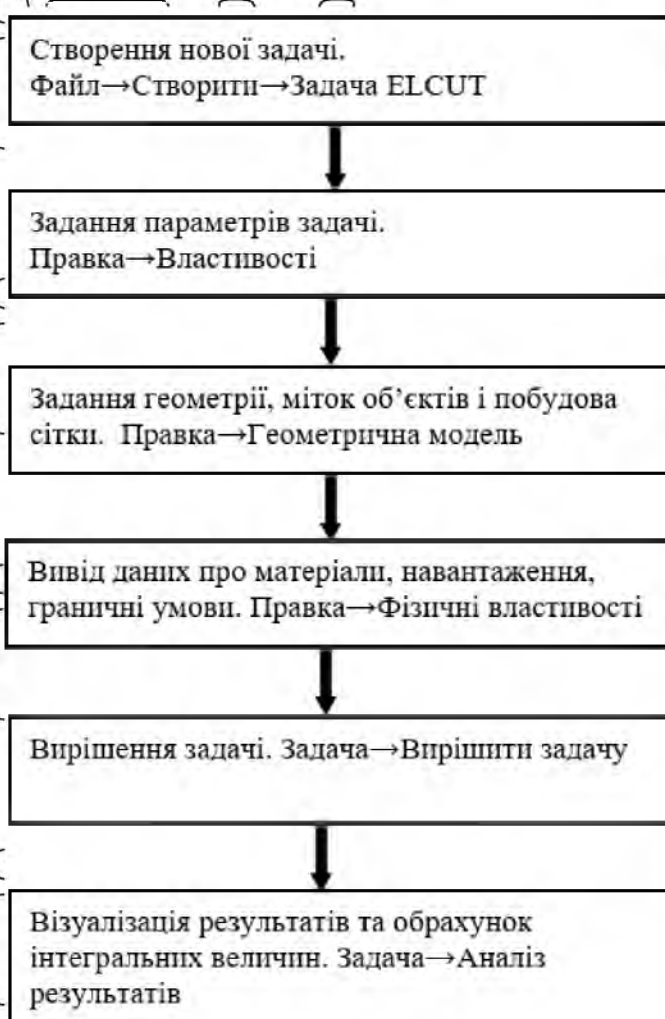 Створення нової задачі.
Файл→Створити→Задача ELCUT
Задання параметрів задачі.
Правка→Властивості
Задання геометрії, міток об’єктів і побудова
сітки. Правка→Геометрична модель
Вивід даних про матеріали, навантаження,
граничні умови. Правка→Фізичні властивості
Вирішення задачі. Задача→Вирішити задачу
Візуалізація результатів та обрахунок
інтегральних величин. Задача→Аналіз
результатів